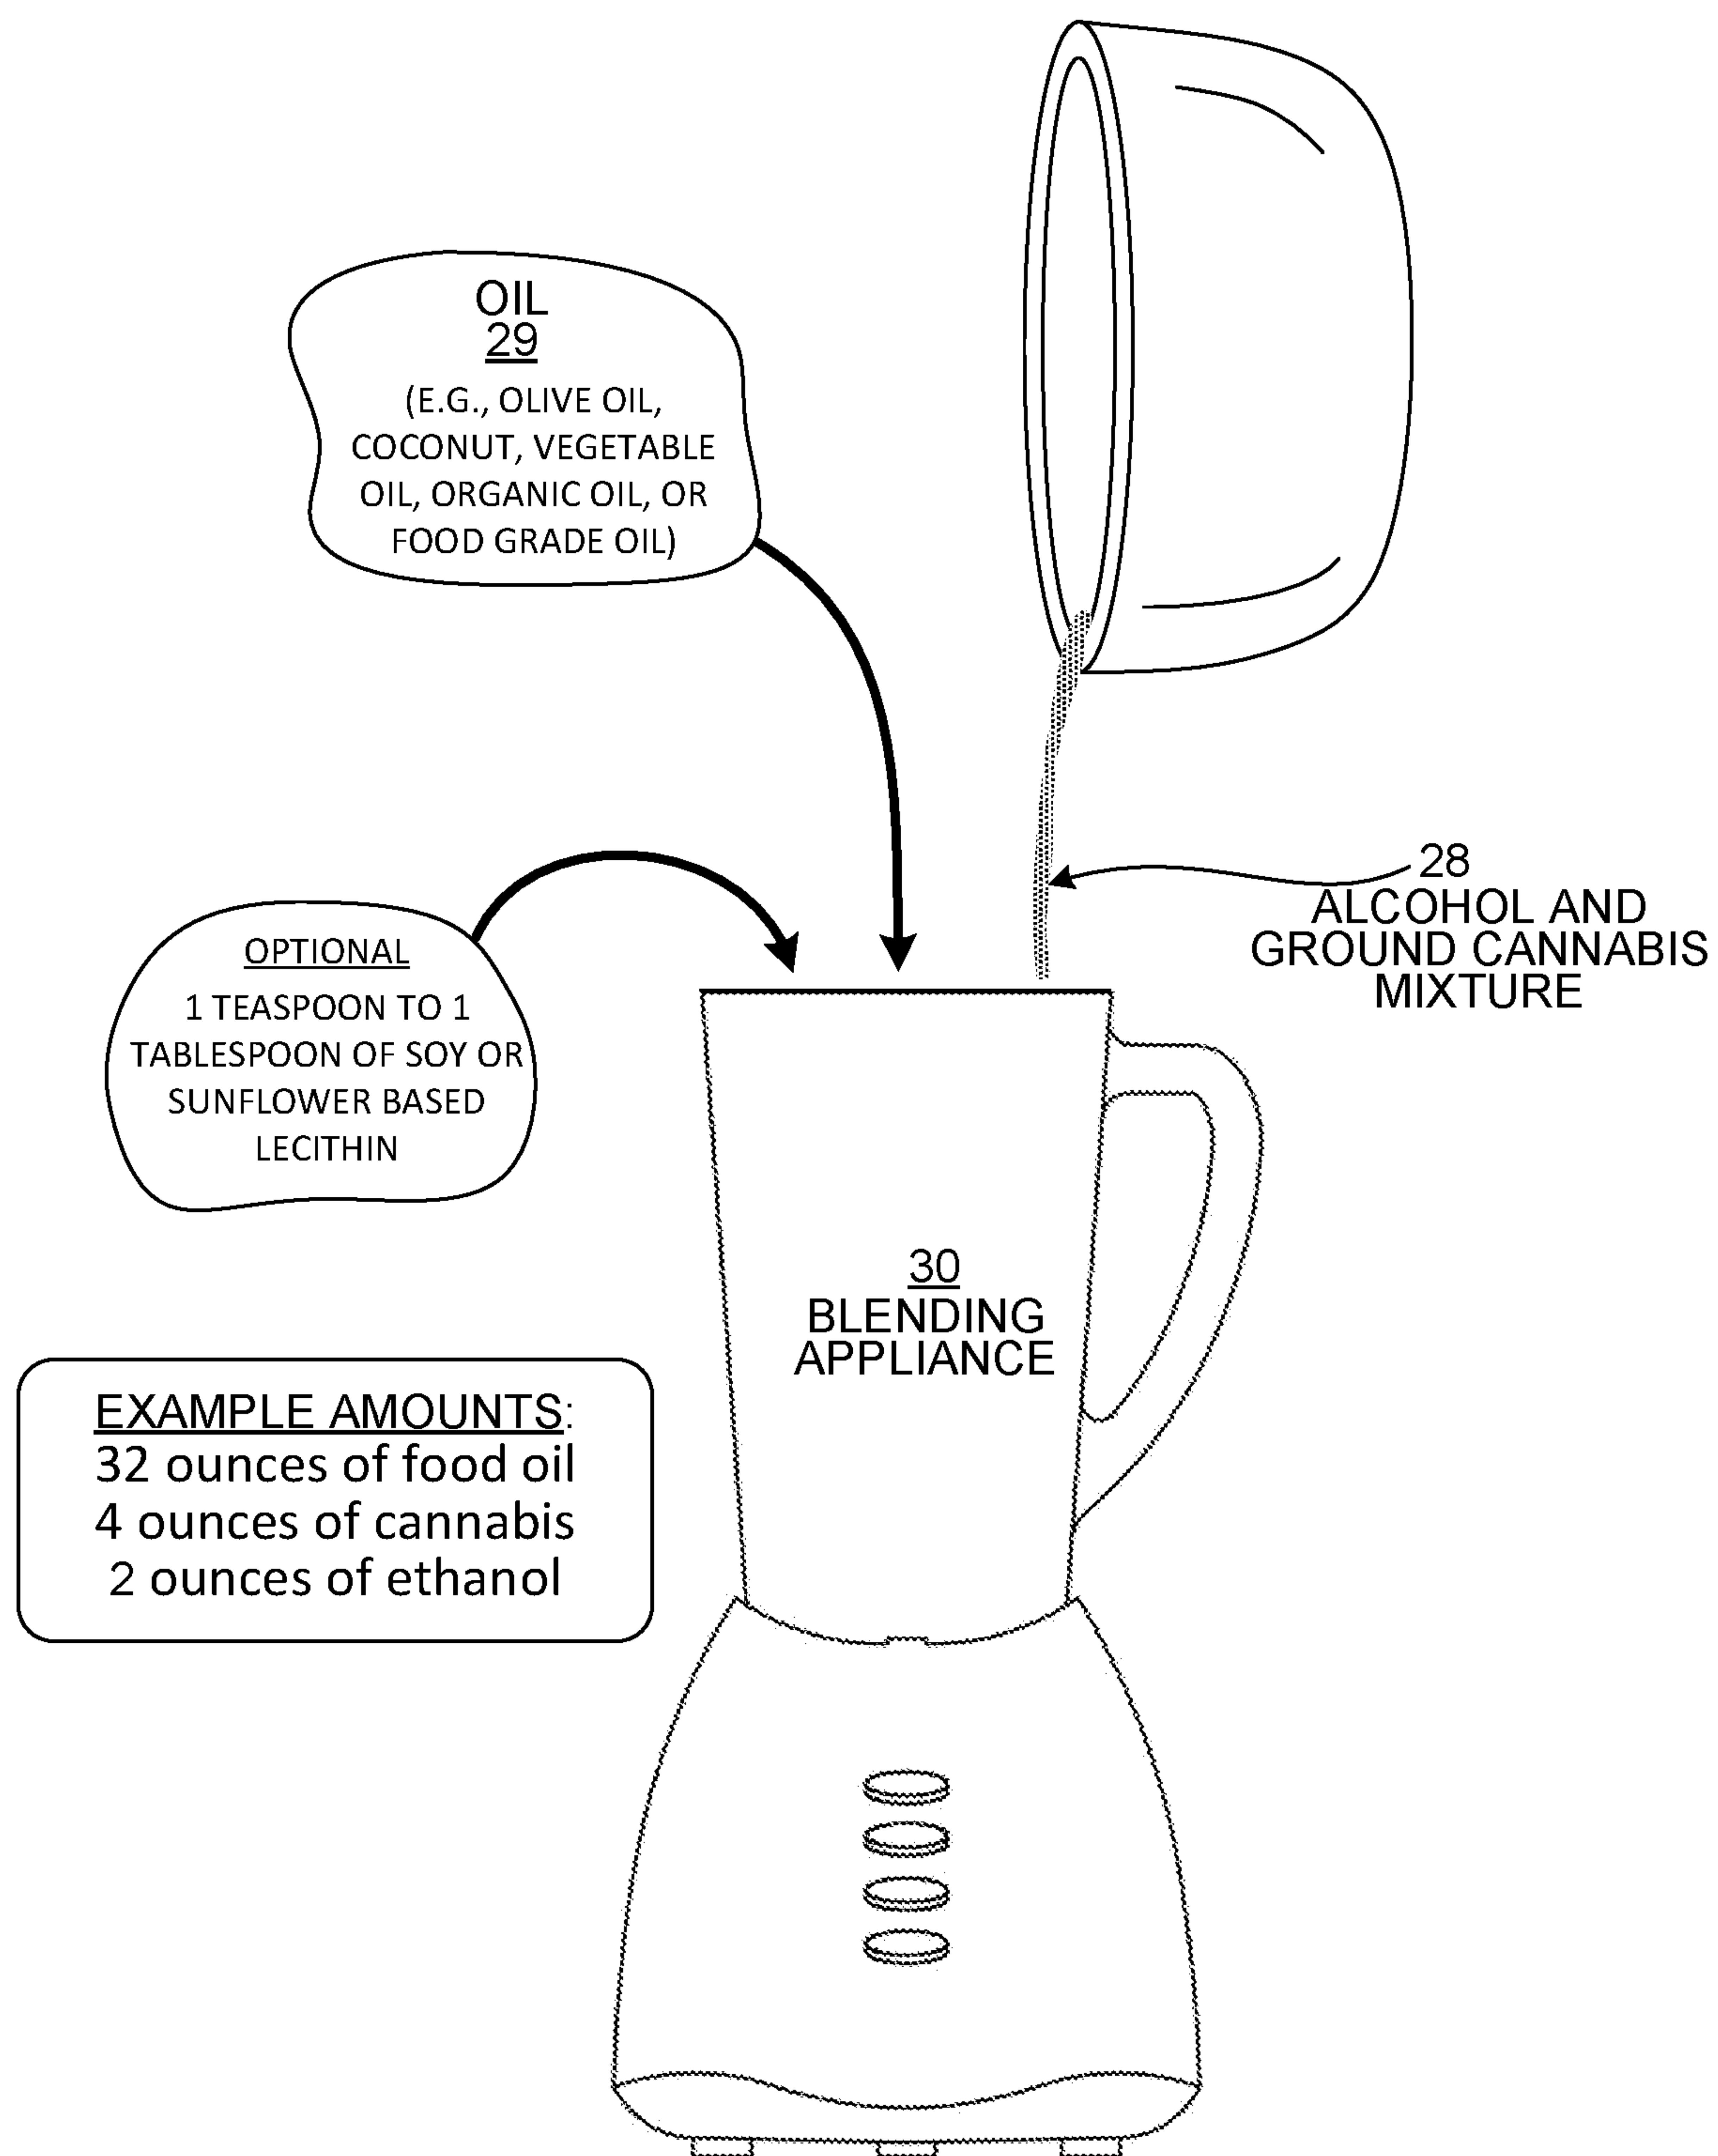 OIL
29
(E.G., OLIVE OIL,
COCONUT, VEGETABLE
OIL, ORGANIC OIL, OR
FOOD GRADE OIL)
28
ALCOHOL AND
GROUND CANNABIS
MIXTURE
OPTIONAL
1 TEASPOON TO 1
TABLESPOON OF SOY OR
SUNFLOWER BASED
LECITHIN
30
BLENDING
APPLIANCE
EXAMPLE AMOUNTS:
32 ounces of food oil
4 ounces of cannabis
2 ounces of ethanol